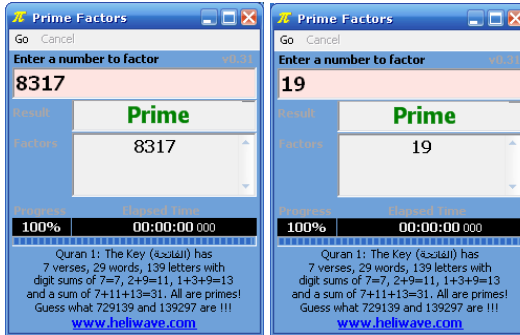 π Prime Factors
Go Cancel
Enter a number to factor v0.31
8317
Result Prime
Factors 8317
Progress Elapsed Time
100% 00:00:00 000
Quran 1: The Key (الفاتحة) has
7 verses, 29 words, 139 letters with
digit sums of 7=7, 2+9=11, 1+3+9=13
and a sum of 7+11+13=31. All are primes!
Guess what 729139 and 139297 are !!!
www.heliwave.com
π Prime Factors
Go Cancel
Enter a number to factor v0.31
19
Result Prime
Factors 19
Progress Elapsed Time
100% 00:00:00 000
Quran 1: The Key (الفاتحة) has
7 verses, 29 words, 139 letters with
digit sums of 7=7, 2+9=11, 1+3+9=13
and a sum of 7+11+13=31. All are primes!
Guess what 729139 and 139297 are !!!
www.heliwave.com